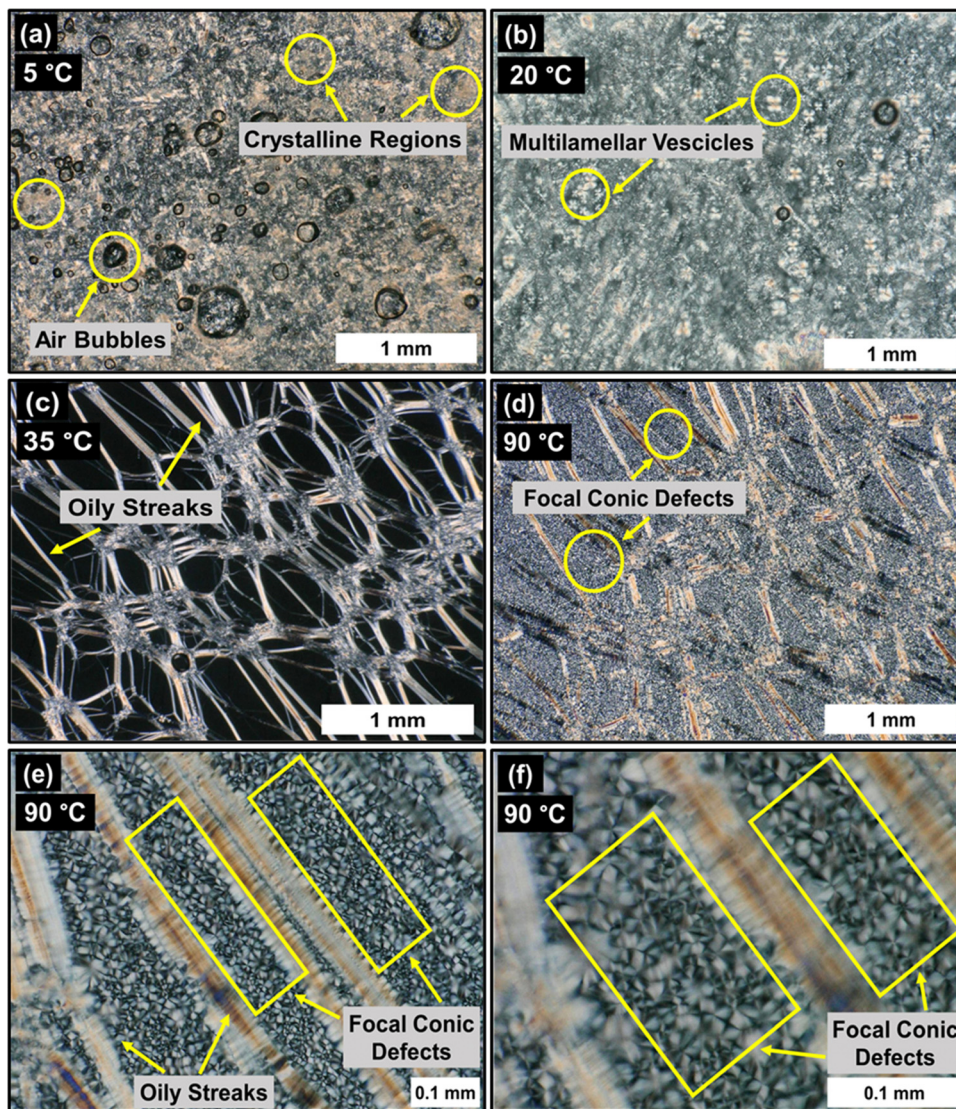 (a)
5 °C
Crystalline Regions
Air Bubbles
1 mm
(b)
20 °C
Multilamellar Vescicles
1 mm
(c)
35 °C
Oily Streaks
1 mm
(d)
90 °C
Focal Conic Defects
1 mm
(e)
90 °C
Focal Conic
Defects
Oily Streaks
0.1 mm
(f)
90 °C
Focal Conic
Defects
0.1 mm